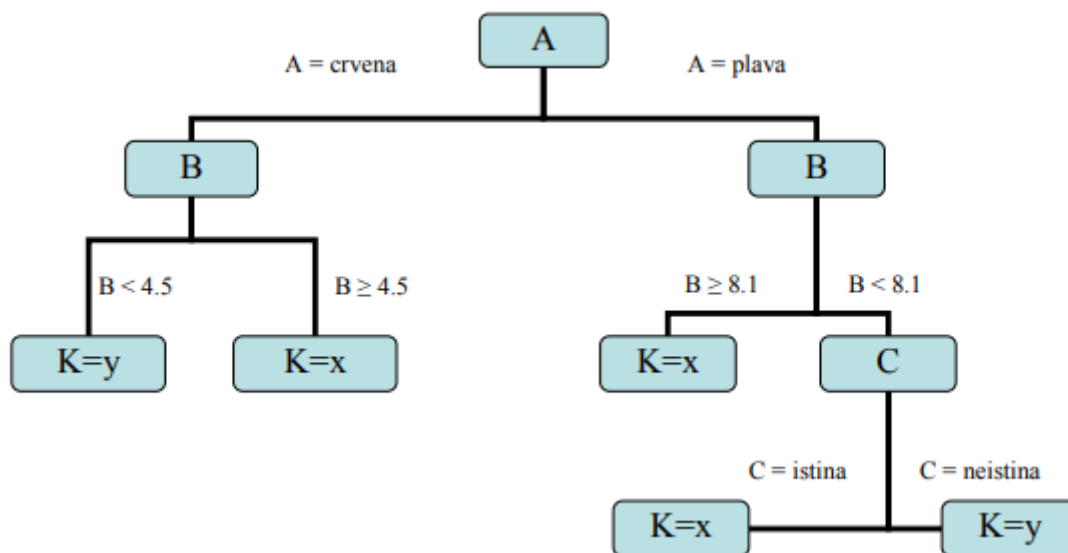 A
A = crvena
A = plava
B
B
B < 4.5
B ≥ 4.5
B ≥ 8.1
B < 8.1
K=y
K=x
K=x
C
C = istina
C = neistina
K=x
K=y